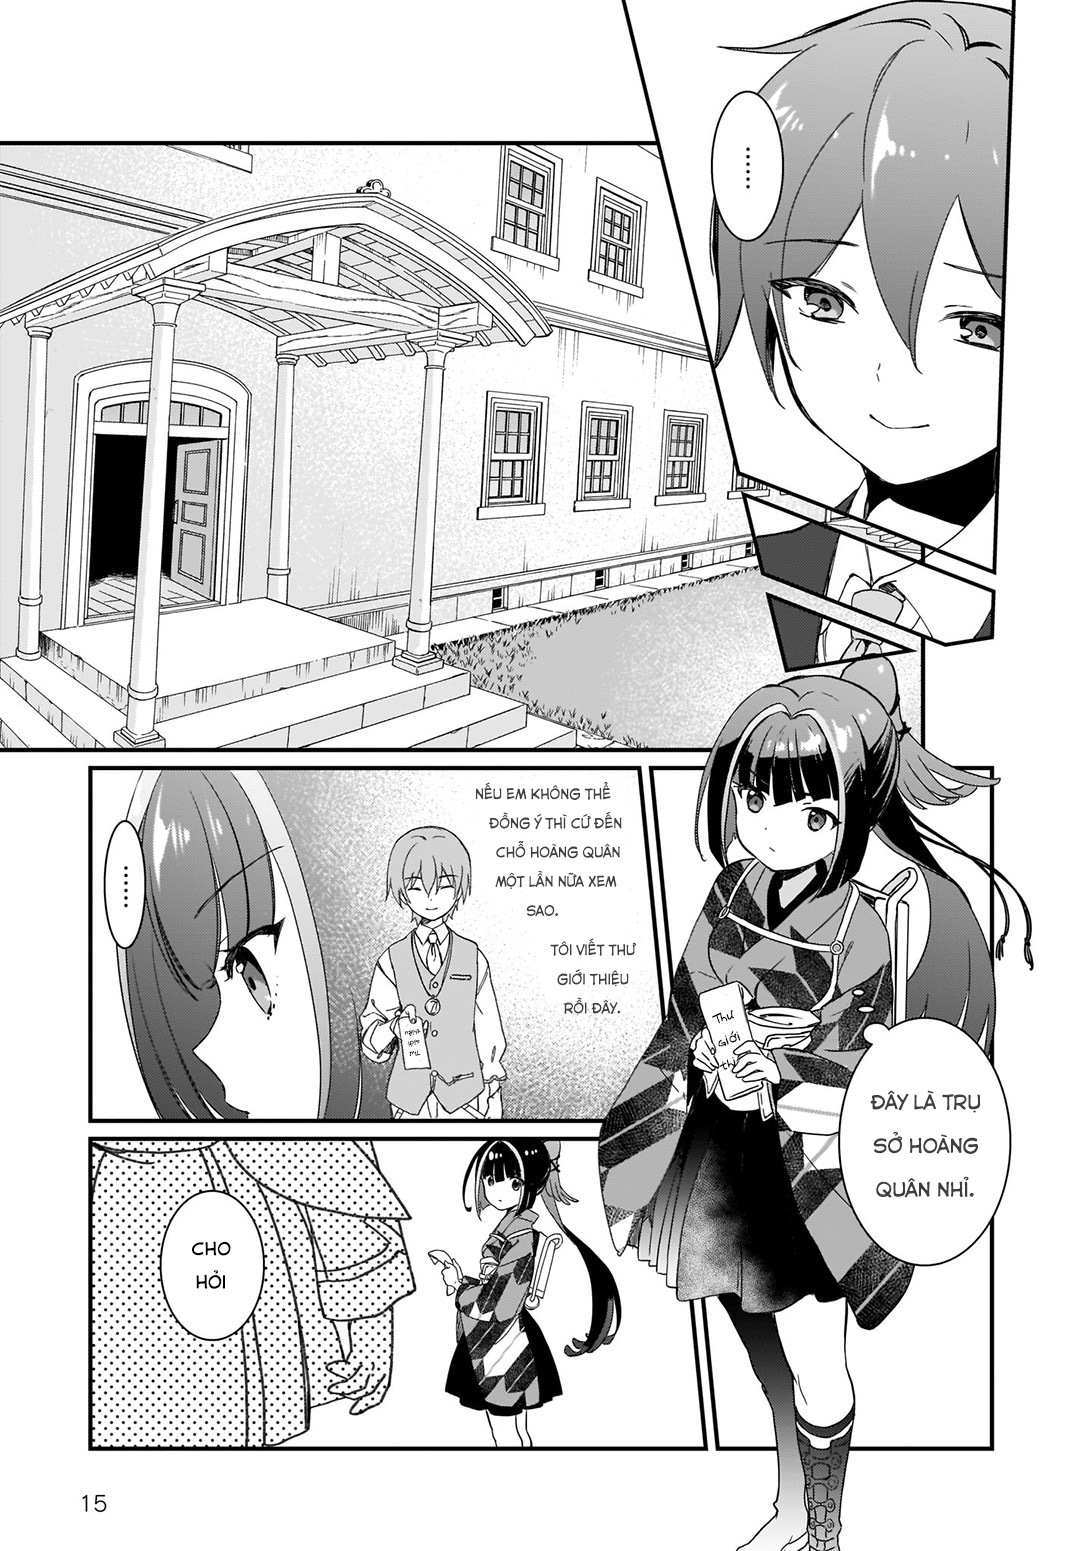 ……
ĐÂY LÀ TRỤ
SỞ HOÀNG
QUÂN NHỈ.
Thư
giới
NẾU EM KHÔNG THỂ
ĐỒNG Ý THÌ CỨ ĐẾN
CHỖ HOÀNG QUÂN
MỘT LẦN NỮA XEM
SAO.
TÔI VIẾT THƯ
GIỚI THIỆU
RỒI ĐÂY.
……
CHO
HỎI
15